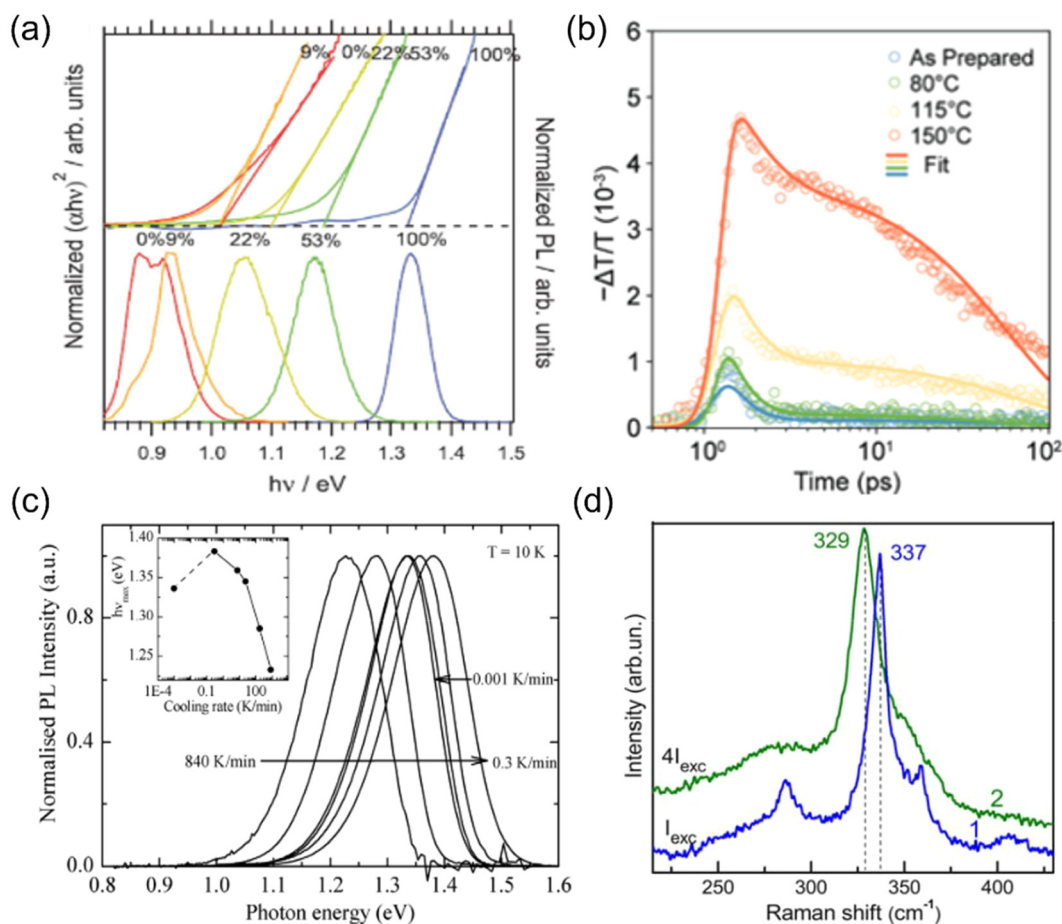 (a)
Normalized (αhν)² / arb. units
9% 0% 22% 53% 100%
0% 9% 22% 53% 100%
Normalized PL / arb. units
0.9 1.0 1.1 1.2 1.3 1.4 1.5
hν / eV
(b)
−ΔT/T (10⁻³)
6
5
4
3
2
1
0
As Prepared
80°C
115°C
150°C
Fit
10⁰ 10¹ 10²
Time (ps)
(c)
Normalised PL Intensity (a.u.)
0.8
0.4
0.0
T = 10 K
hν_max (eV)
1.40
1.35
1.30
1.25
1E-4 0.1 100
Cooling rate (K/min)
0.001 K/min
840 K/min
0.3 K/min
0.8 0.9 1.0 1.1 1.2 1.3 1.4 1.5 1.6
Photon energy (eV)
(d)
Intensity (arb.un.)
329
337
4I_exc
2
I_exc
1
250 300 350 400
Raman shift (cm⁻¹)